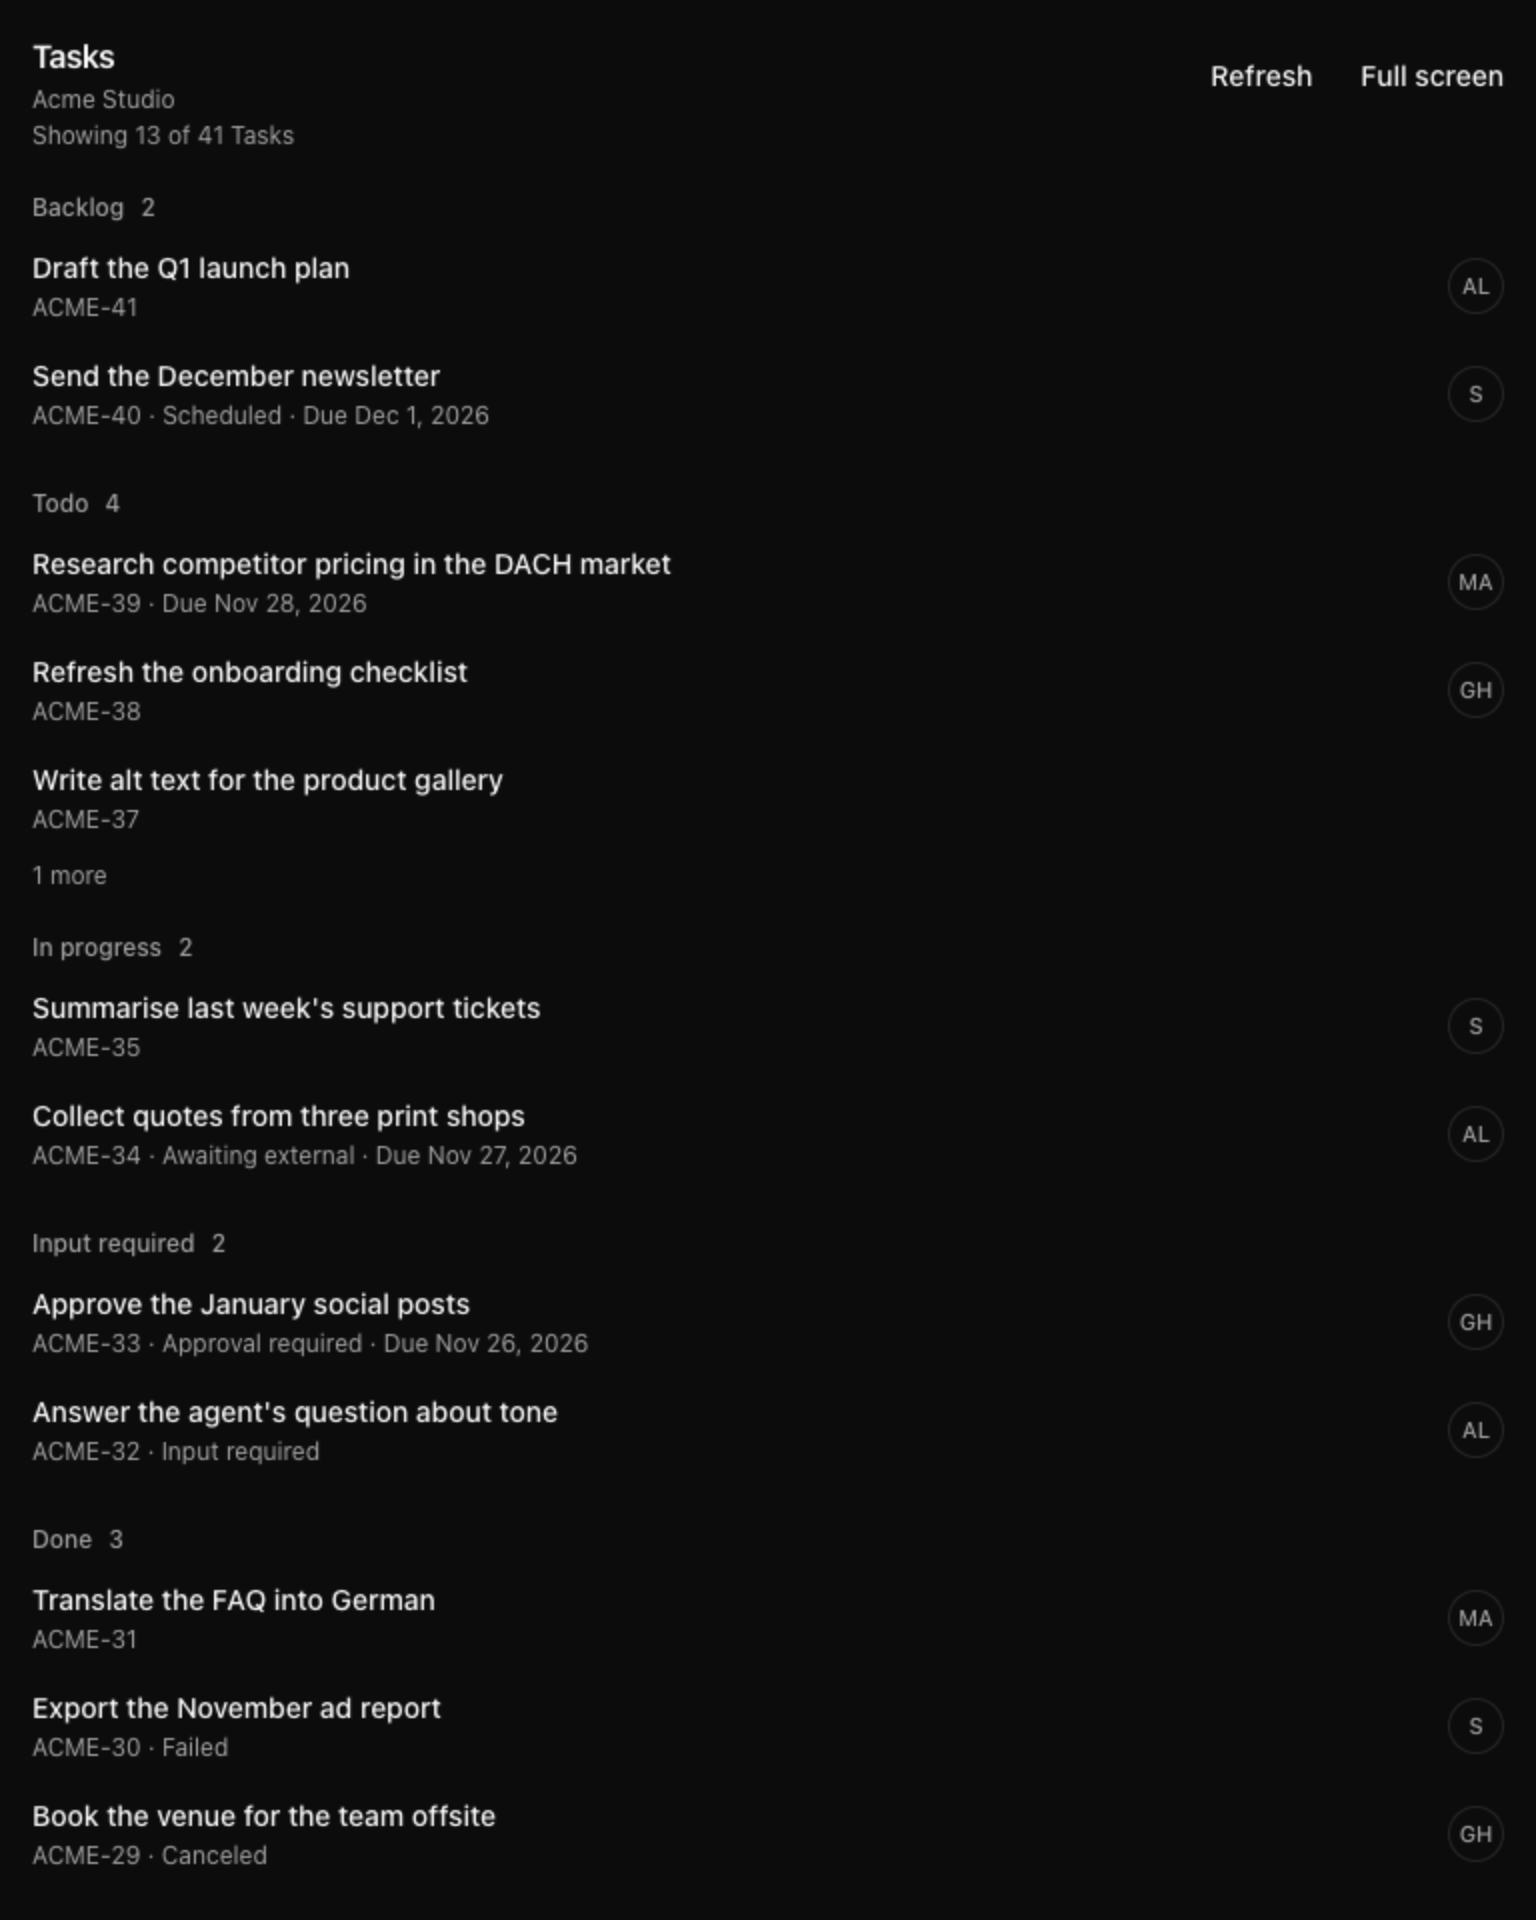 Tasks
Refresh Full screen
Acme Studio
Showing 13 of 41 Tasks
Backlog 2
Draft the Q1 launch plan
ACME-41
AL
Send the December newsletter
ACME-40 · Scheduled · Due Dec 1, 2026
S
Todo 4
Research competitor pricing in the DACH market
ACME-39 · Due Nov 28, 2026
MA
Refresh the onboarding checklist
ACME-38
GH
Write alt text for the product gallery
ACME-37
1 more
In progress 2
Summarise last week's support tickets
ACME-35
S
Collect quotes from three print shops
ACME-34 · Awaiting external · Due Nov 27, 2026
AL
Input required 2
Approve the January social posts
ACME-33 · Approval required · Due Nov 26, 2026
GH
Answer the agent's question about tone
ACME-32 · Input required
AL
Done 3
Translate the FAQ into German
ACME-31
MA
Export the November ad report
ACME-30 · Failed
S
Book the venue for the team offsite
ACME-29 · Canceled
GH